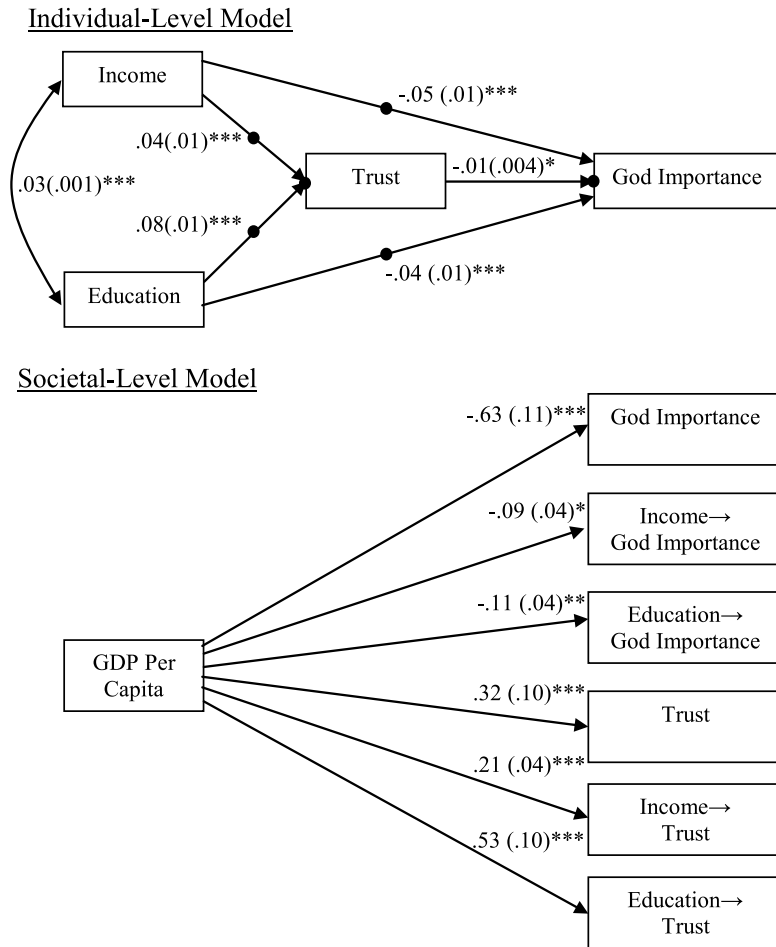 Individual-Level Model
Income
-.05 (.01)***
.04(.01)***
Trust
-.01(.004)*
God Importance
.03(.001)***
.08(.01)***
Education
-.04 (.01)***
Societal-Level Model
-.63 (.11)***
God Importance
-.09 (.04)*
Income→
God Importance
-.11 (.04)**
Education→
God Importance
GDP Per
Capita
.32 (.10)***
Trust
.21 (.04)***
Income→
Trust
.53 (.10)***
Education→
Trust